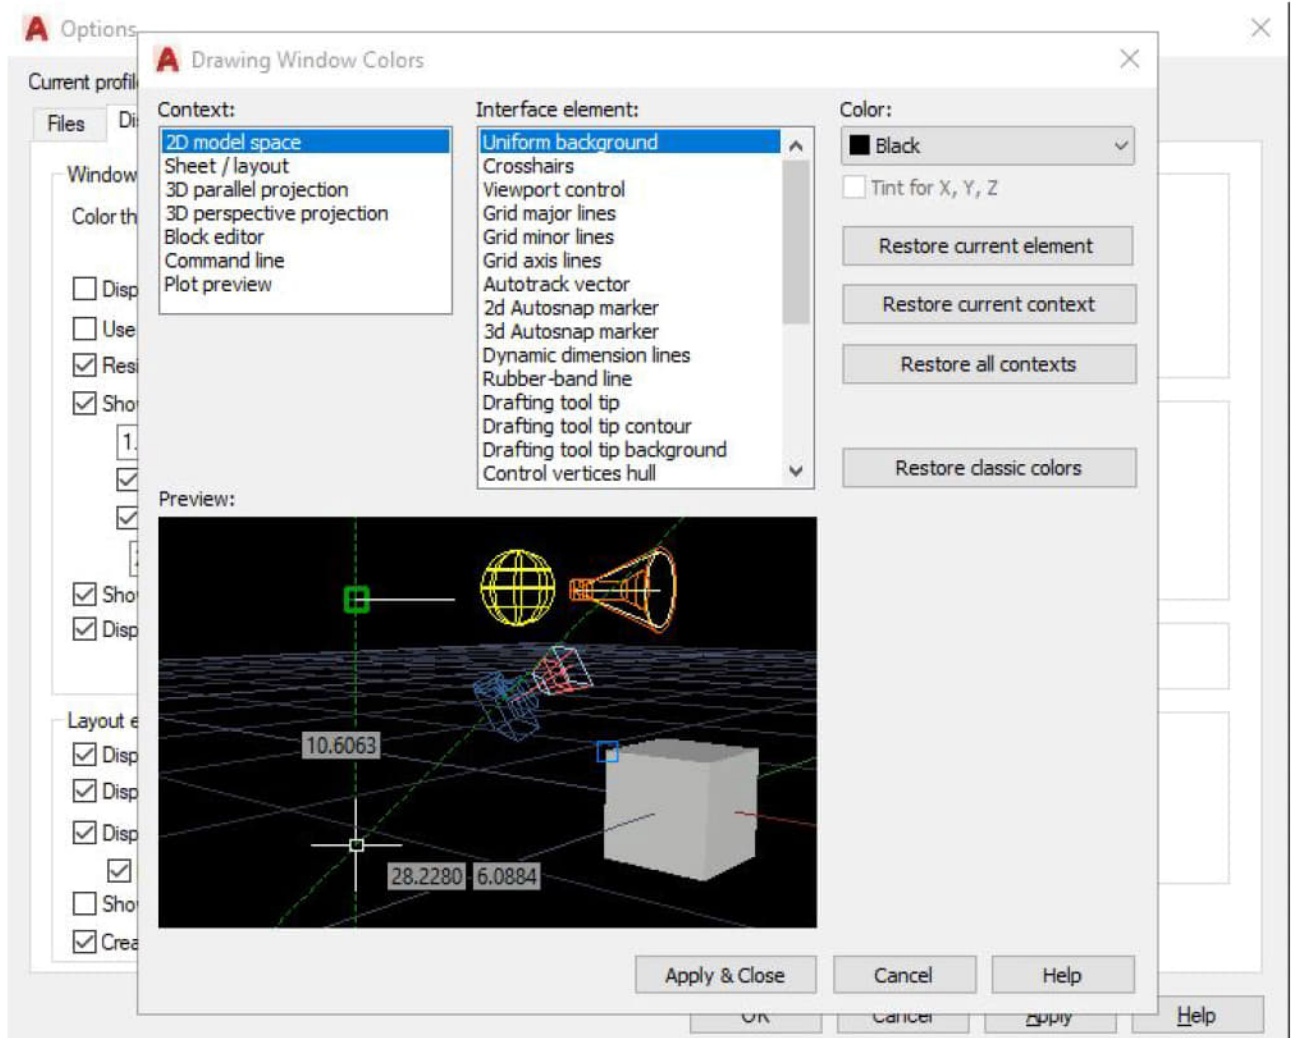 Options
Drawing Window Colors
Current profil
Files
Di
Window
Color th
Disp
Use
Resi
Sho
1.
Sho
Disp
Layout e
Disp
Disp
Disp
Sho
Crea
Context:
2D model space
Sheet / layout
3D parallel projection
3D perspective projection
Block editor
Command line
Plot preview
Interface element:
Uniform background
Crosshairs
Viewport control
Grid major lines
Grid minor lines
Grid axis lines
Autotrack vector
2d Autosnap marker
3d Autosnap marker
Dynamic dimension lines
Rubber-band line
Drafting tool tip
Drafting tool tip contour
Drafting tool tip background
Control vertices hull
Color:
Black
Tint for X, Y, Z
Restore current element
Restore current context
Restore all contexts
Restore classic colors
Preview:
10.6063
28.2280 6.0884
Apply & Close Cancel Help
OK Cancel Apply Help